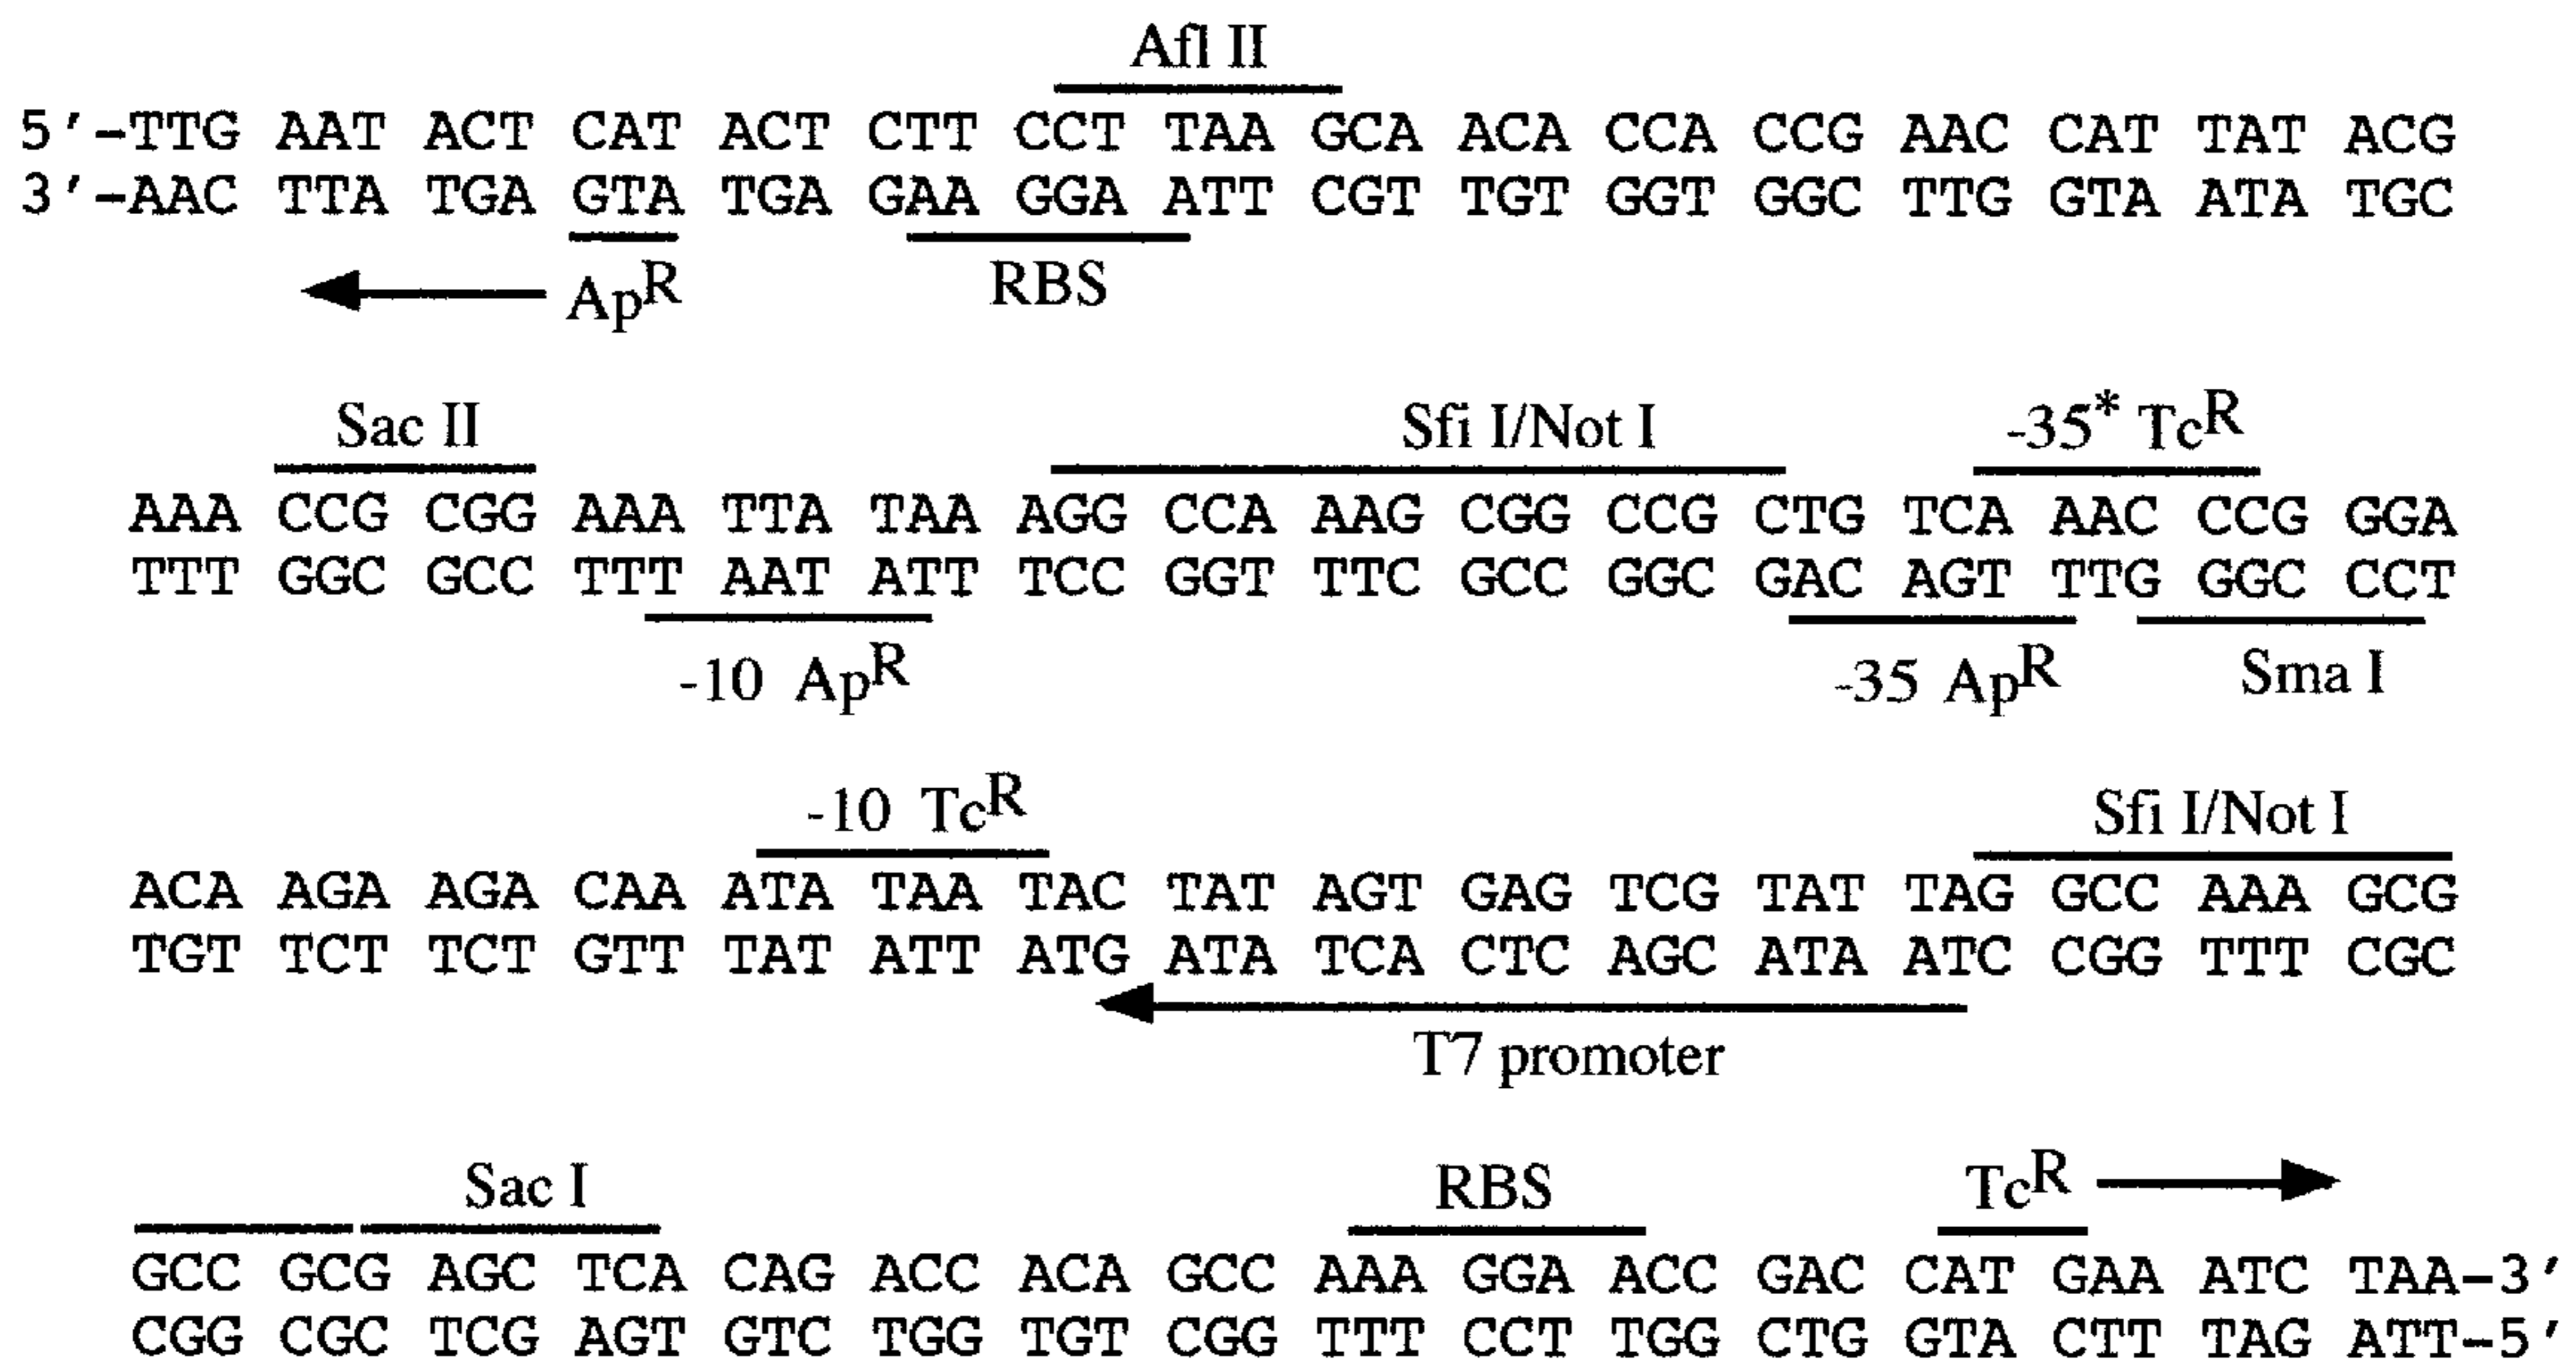 Afl II
5′-TTG AAT ACT CAT ACT CTT CCT TAA GCA ACA CCA CCG AAC CAT TAT ACG
3′-AAC TTA TGA GTA TGA GAA GGA ATT CGT TGT GGT GGC TTG GTA ATA TGC
ApR RBS
Sac II Sfi I/Not I -35* TcR
AAA CCG CGG AAA TTA TAA AGG CCA AAG CGG CCG CTG TCA AAC CCG GGA
TTT GGC GCC TTT AAT ATT TCC GGT TTC GCC GGC GAC AGT TTG GGC CCT
-10 ApR -35 ApR Sma I
-10 TcR Sfi I/Not I
ACA AGA AGA CAA ATA TAA TAC TAT AGT GAG TCG TAT TAG GCC AAA GCG
TGT TCT TCT GTT TAT ATT ATG ATA TCA CTC AGC ATA ATC CGG TTT CGC
T7 promoter
Sac I RBS TcR
GCC GCG AGC TCA CAG ACC ACA GCC AAA GGA ACC GAC CAT GAA ATC TAA-3′
CGG CGC TCG AGT GTC TGG TGT CGG TTT CCT TGG CTG GTA CTT TAG ATT-5′